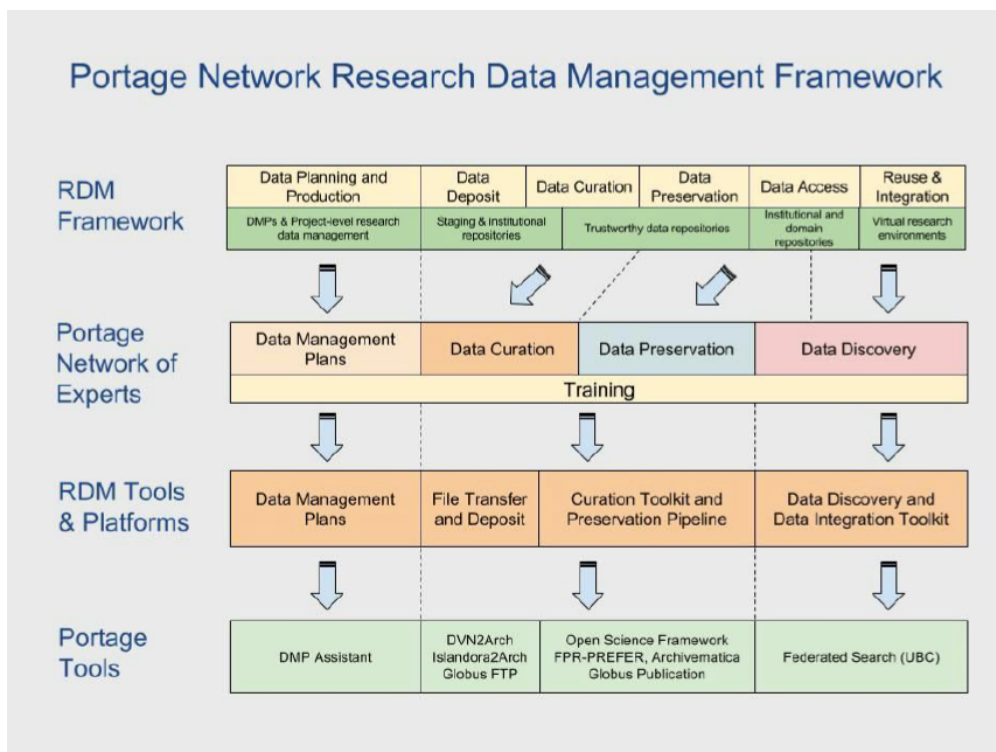 Portage Network Research Data Management Framework
RDM
Framework
Data Planning and
Production
Data
Deposit
Data Curation
Data
Preservation
Data Access
Reuse &
Integration
DMPs & Project-level research
data management
Staging & institutional
repositories
Trustworthy data repositories
Institutional and
domain
repositories
Virtual research
environments
Portage
Network of
Experts
Data Management
Plans
Data Curation
Data Preservation
Data Discovery
Training
RDM Tools
& Platforms
Data Management
Plans
File Transfer
and Deposit
Curation Toolkit and
Preservation Pipeline
Data Discovery and
Data Integration Toolkit
Portage
Tools
DMP Assistant
DVN2Arch
Islandora2Arch
Globus FTP
Open Science Framework
FPR-PREFER, Archivematica
Globus Publication
Federated Search (UBC)